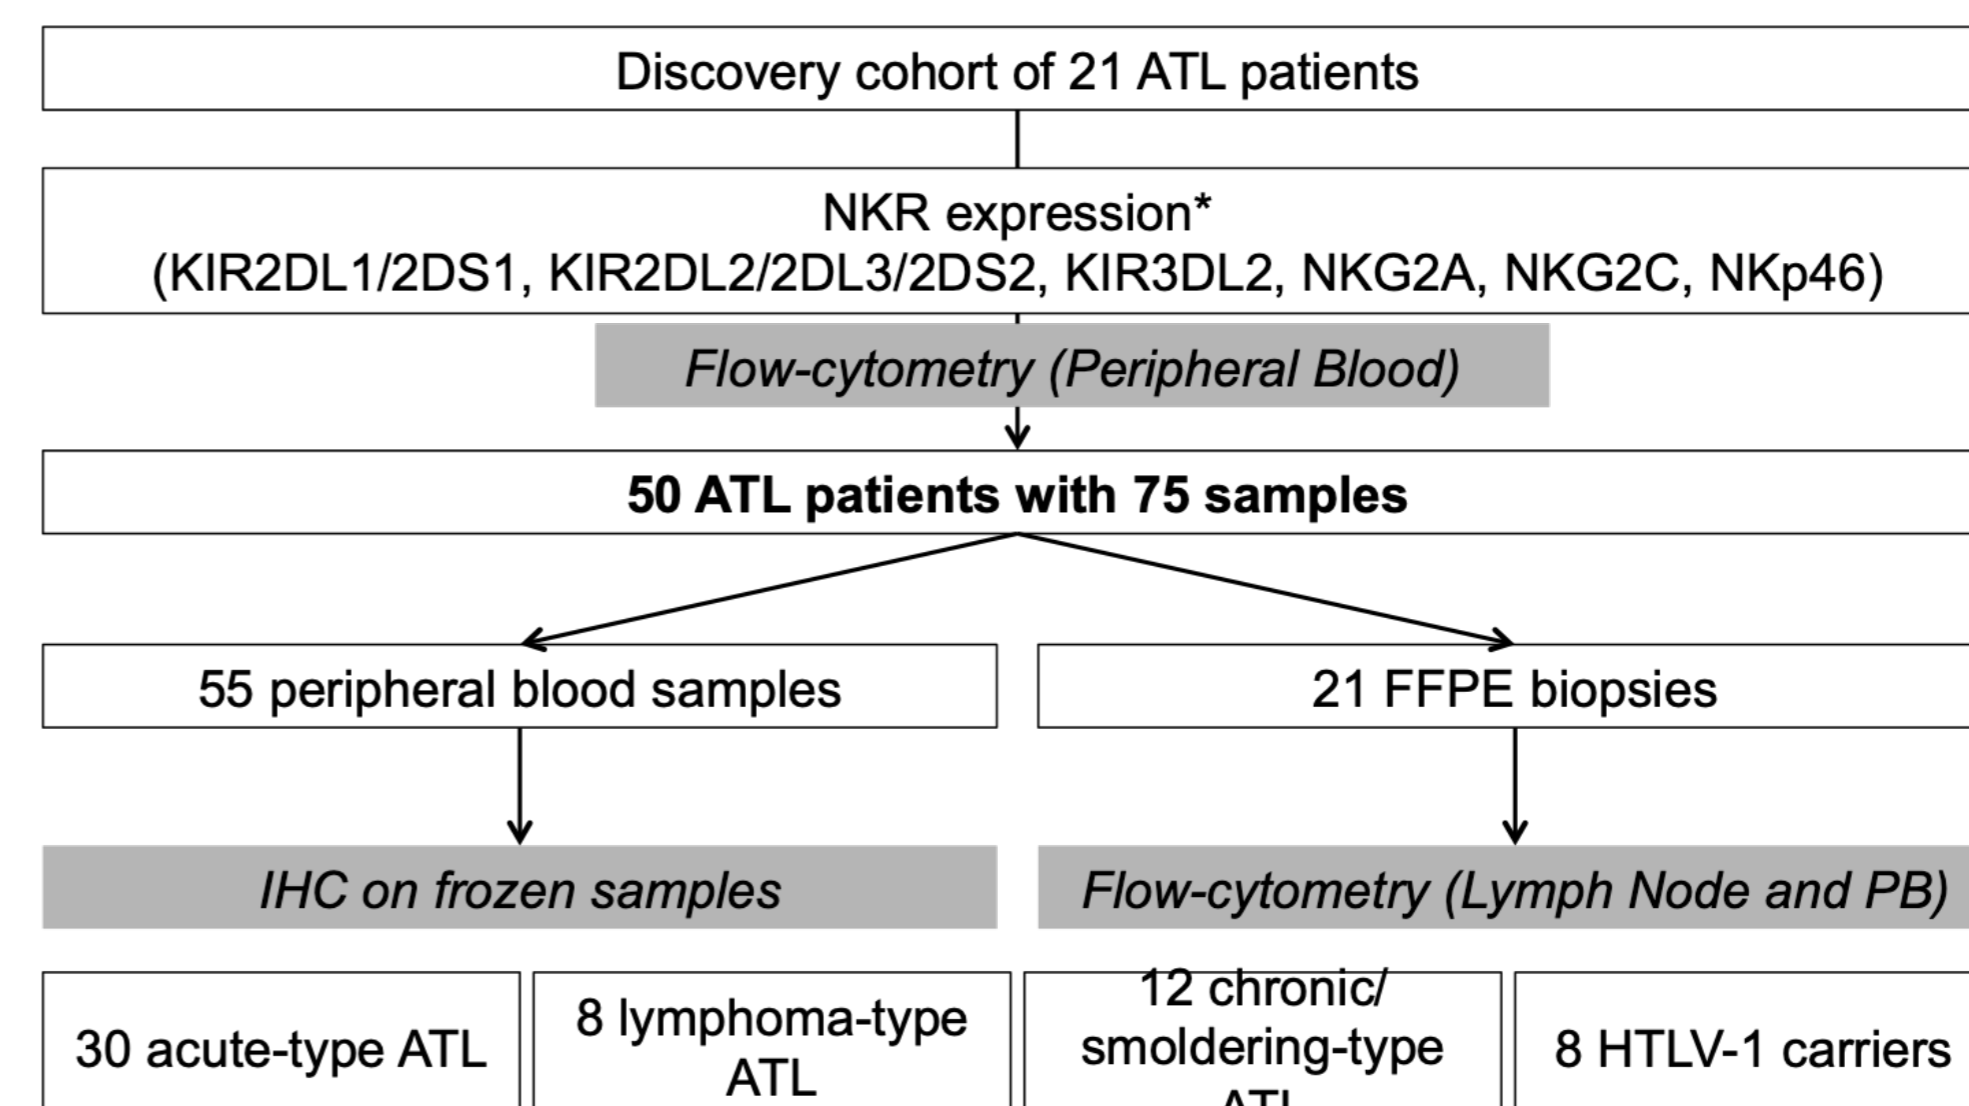 Discovery cohort of 21 ATL patients
NKR expression*
(KIR2DL1/2DS1, KIR2DL2/2DL3/2DS2, KIR3DL2, NKG2A, NKG2C, NKp46)
Flow-cytometry (Peripheral Blood)
50 ATL patients with 75 samples
55 peripheral blood samples
21 FFPE biopsies
IHC on frozen samples
Flow-cytometry (Lymph Node and PB)
30 acute-type ATL
8 lymphoma-type
ATL
12 chronic/
smoldering-type
ATL
8 HTLV-1 carriers